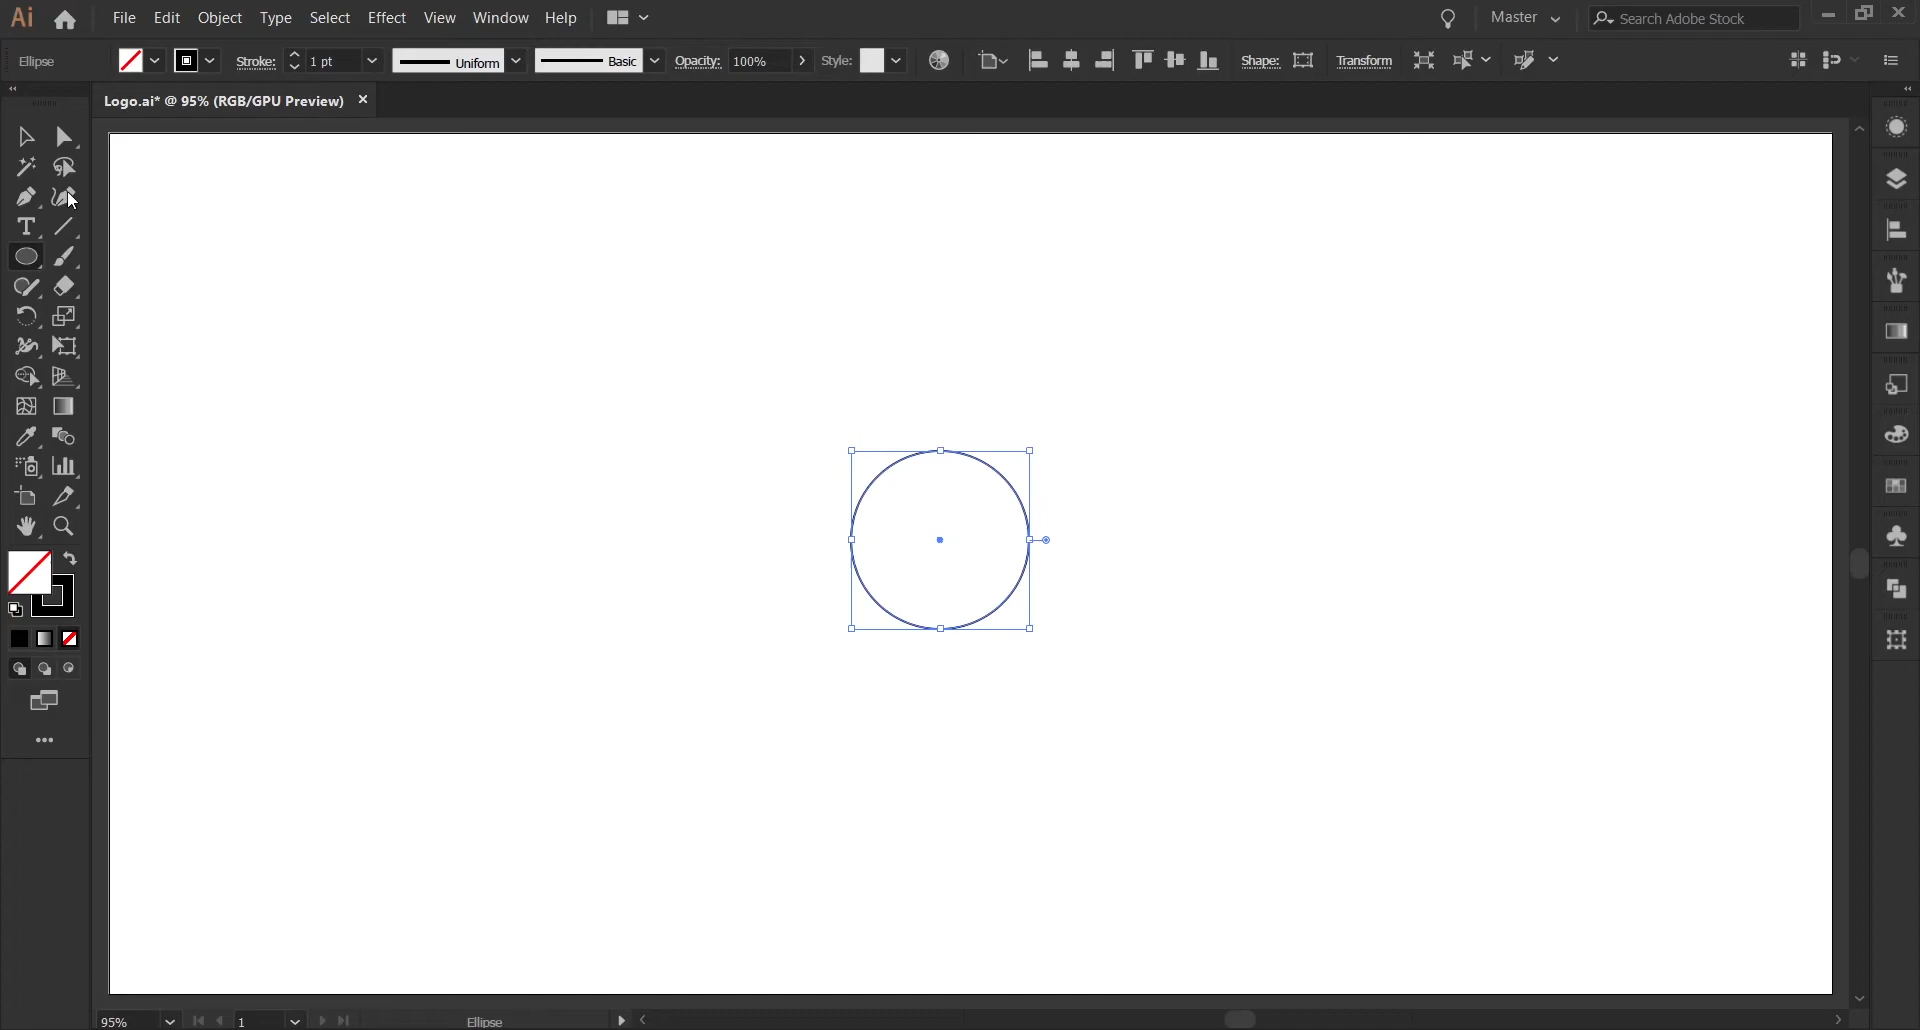 Ai File Edit Object Type Select Effect View Window Help Master Search Adobe Stock
Ellipse Stroke: 1 pt Uniform Basic Opacity: 100% Style: Shape: Transform
Logo.ai* @ 95% (RGB/GPU Preview) ×
T
95% 1 Ellipse